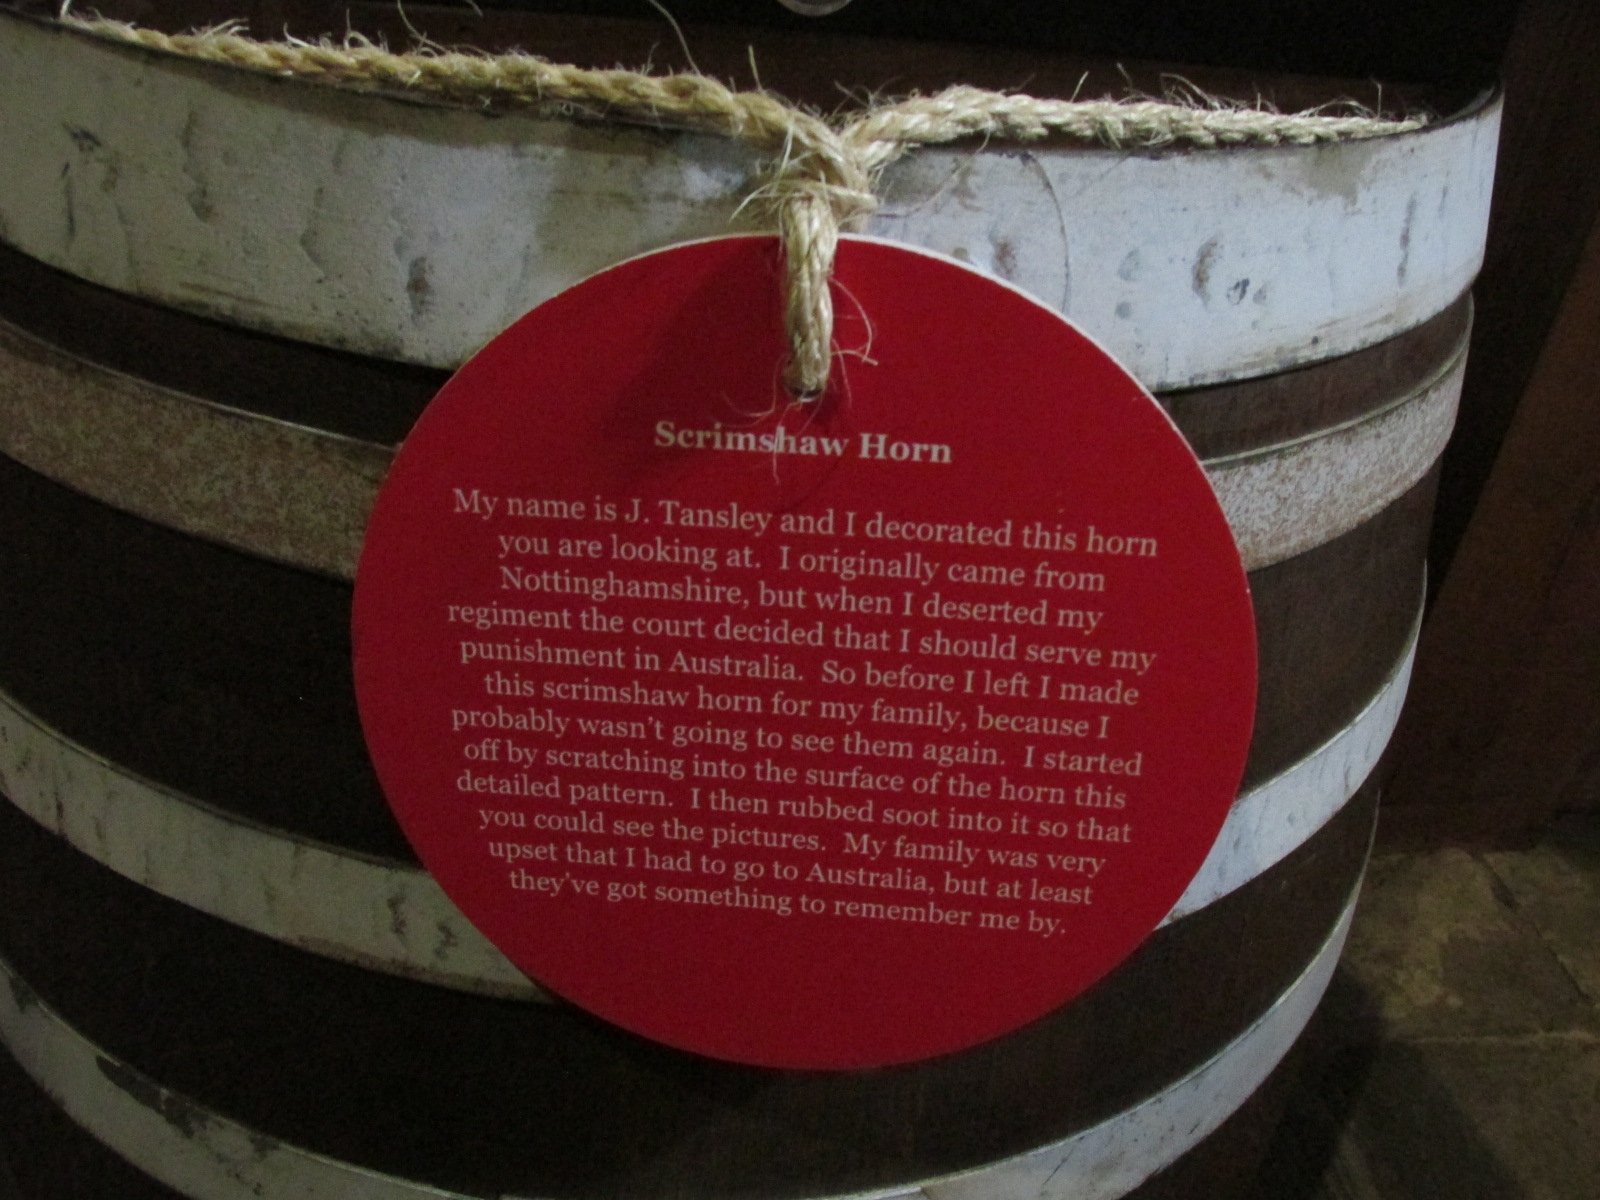 Scrimshaw Horn
My name is J. Tansley and I decorated this horn
you are looking at.  I originally came from
Nottinghamshire, but when I deserted my
regiment the court decided that I should serve my
punishment in Australia.  So before I left I made
this scrimshaw horn for my family, because I
probably wasn't going to see them again.  I started
off by scratching into the surface of the horn this
detailed pattern.  I then rubbed soot into it so that
you could see the pictures.  My family was very
upset that I had to go to Australia, but at least
they've got something to remember me by.